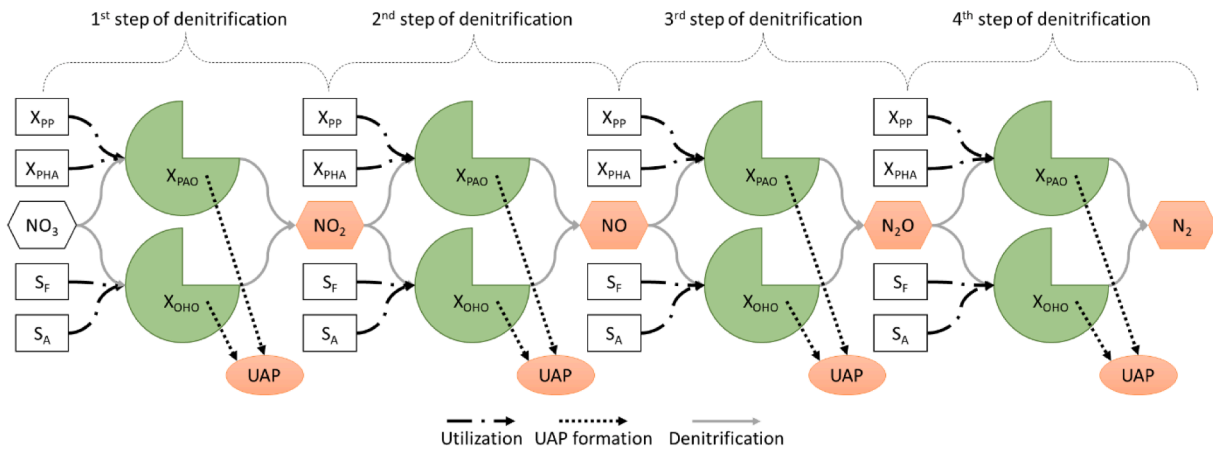 1st step of denitrification
2nd step of denitrification
3rd step of denitrification
4th step of denitrification
XPP
XPHA
NO3
SF
SA
XPAO
XOHO
UAP
XPP
XPHA
NO2
SF
SA
XPAO
XOHO
UAP
XPP
XPHA
NO
SF
SA
XPAO
XOHO
UAP
XPP
XPHA
N2O
SF
SA
XPAO
XOHO
UAP
N2
Utilization
UAP formation
Denitrification